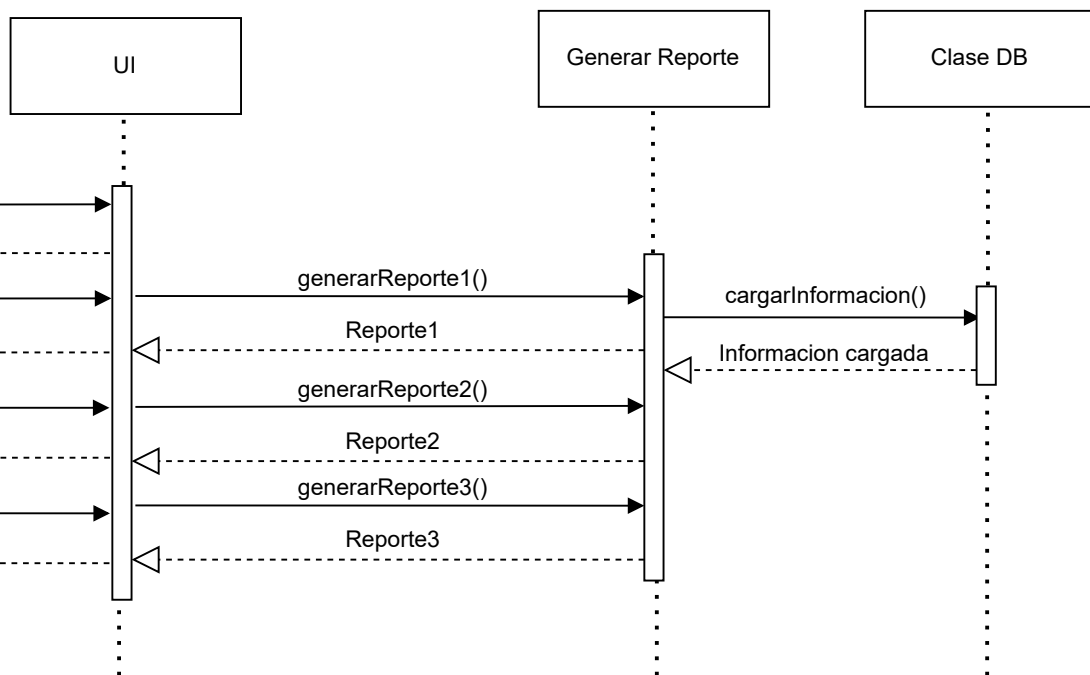 UI
Generar Reporte
Clase DB
generarReporte1()
cargarInformacion()
Reporte1
Informacion cargada
generarReporte2()
Reporte2
generarReporte3()
Reporte3